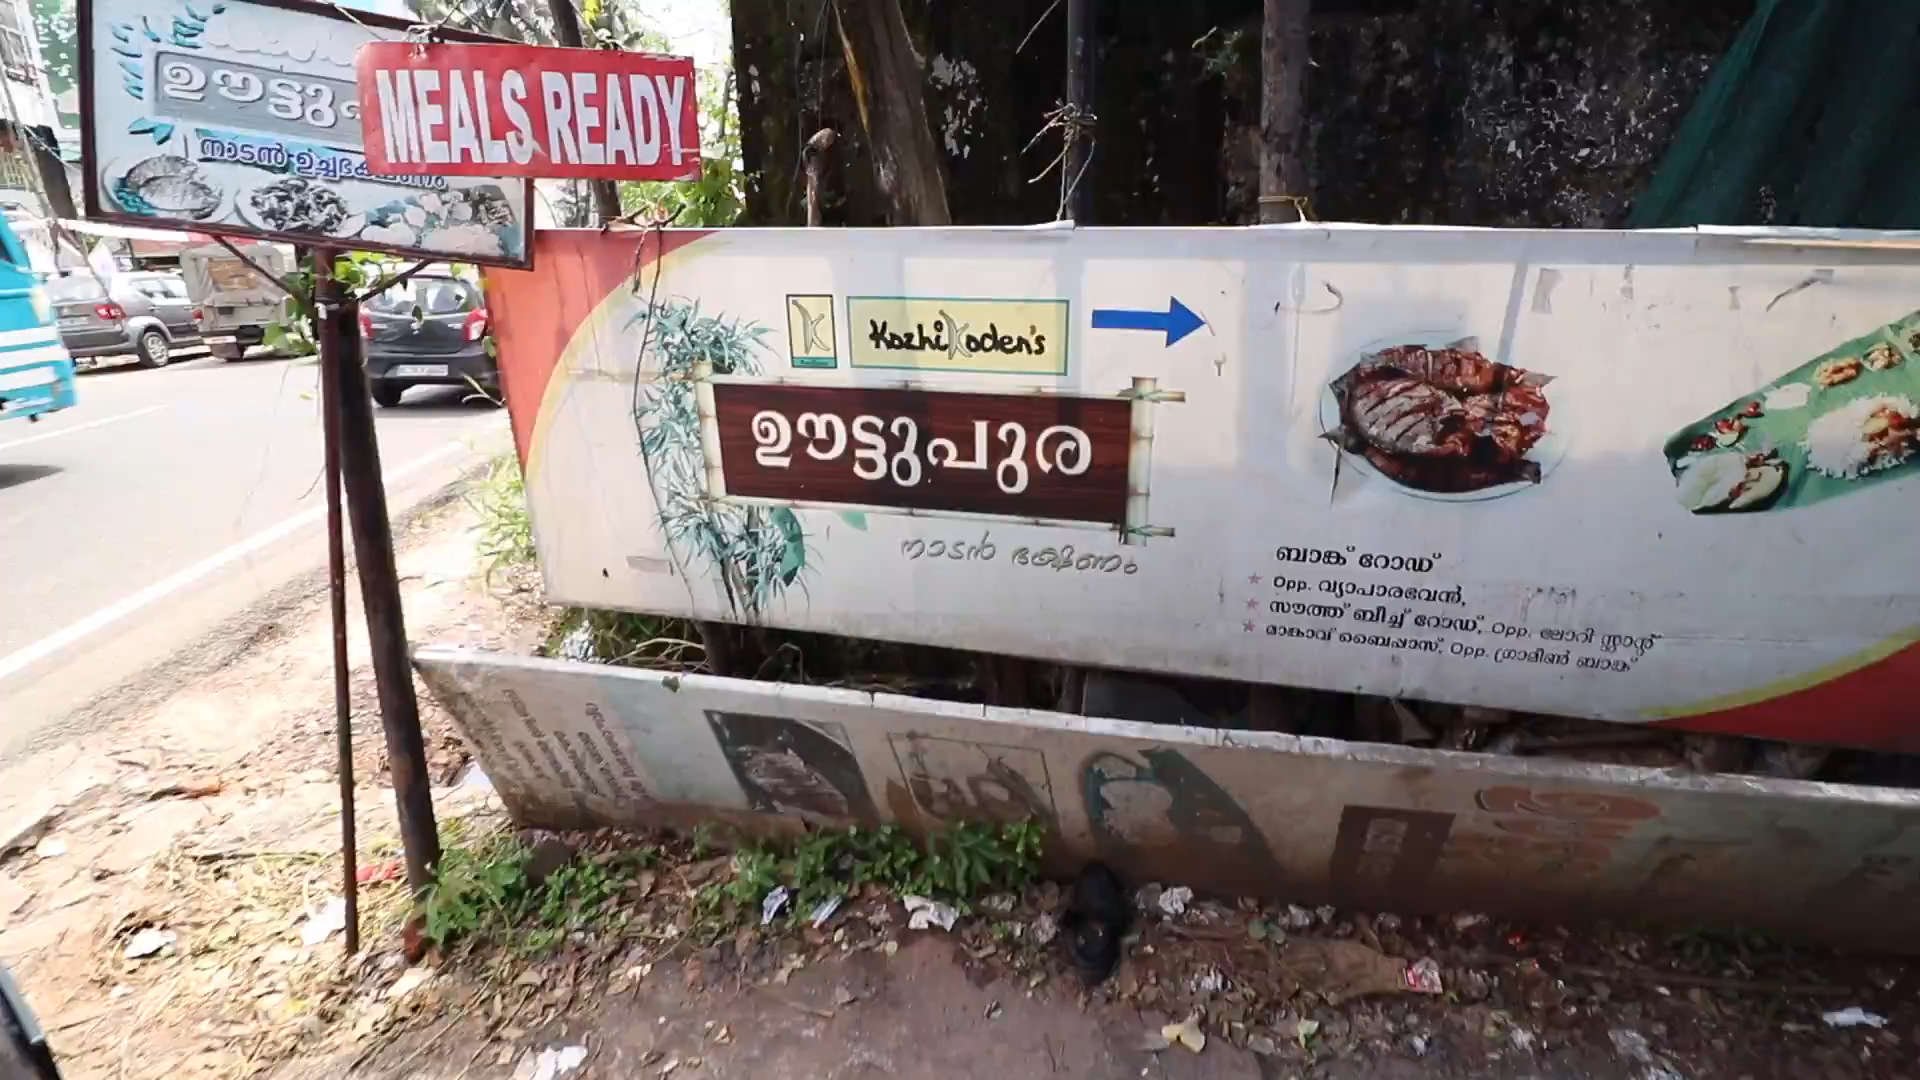 ഊട്ടുപ
MEALS READY
നാടൻ ഉച്ചഭക്ഷണം
K
KozhiKoden's
ഊട്ടുപുര
നാടൻ ഭക്ഷണം
ബാങ്ക് റോഡ്
Opp. വ്യാപാരഭവൻ,
സൗത്ത് ബീച്ച് റോഡ്, Opp. ലോറി സ്റ്റാന്റ്
മാങ്കാവ് ബൈപ്പാസ്, Opp. ഗ്രാമീൺ ബാങ്ക്